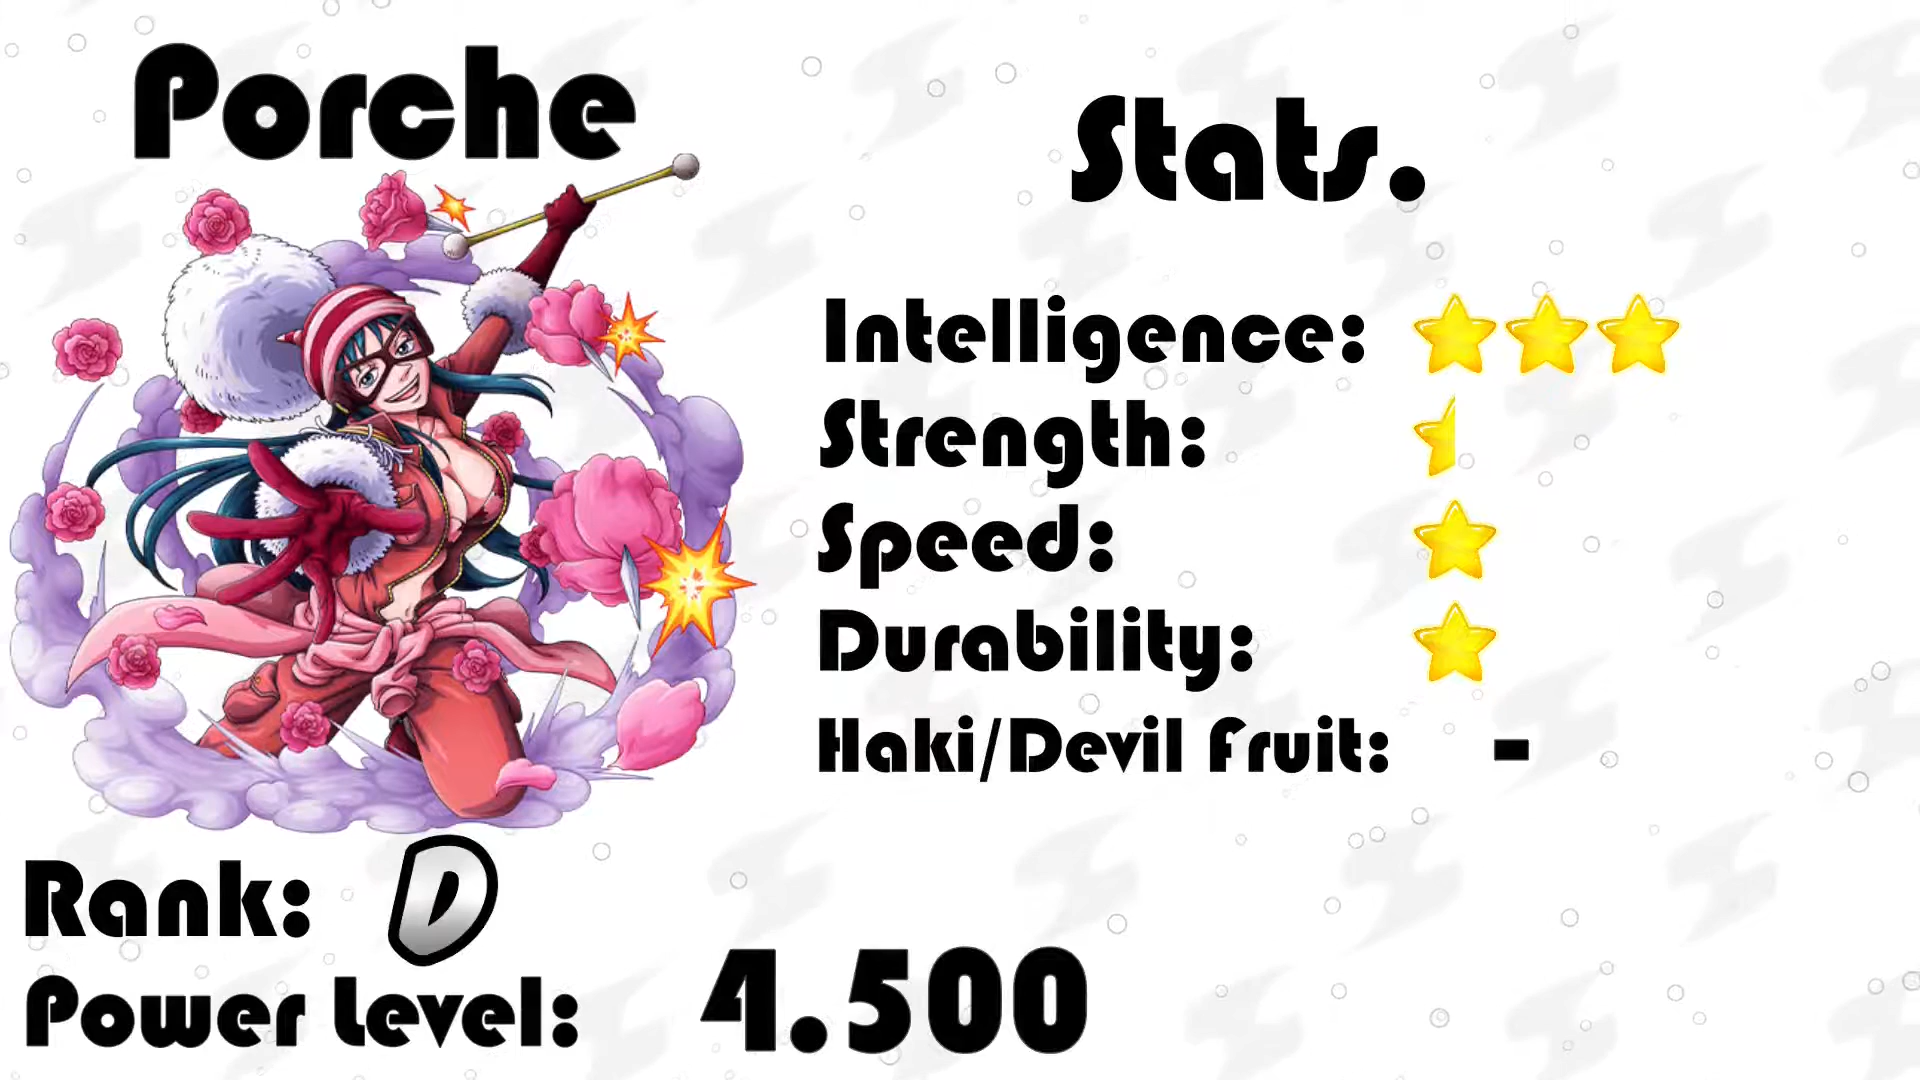 Porche
Stats.
Intelligence:
Strength:
Speed:
Durability:
Haki/Devil Fruit: -
Rank: D
Power Level: 4.500